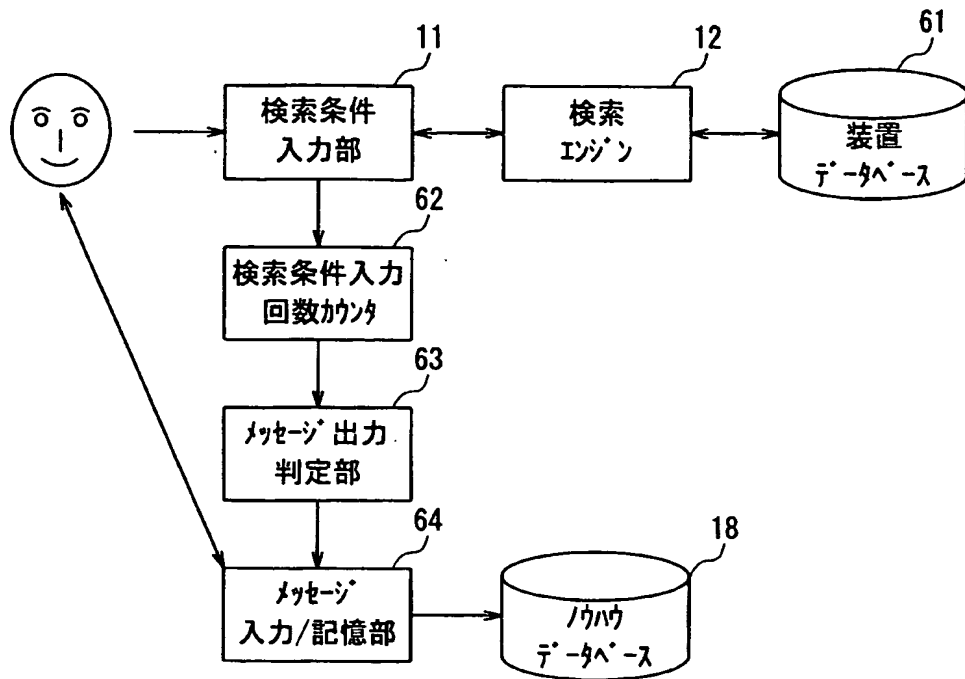 11
12
61
検索条件
入力部
検索
ｴﾝｼﾞﾝ
装置
ﾃﾞｰﾀﾍﾞｰｽ
62
検索条件入力
回数ｶｳﾝﾀ
63
ﾒｯｾｰｼﾞ出力
判定部
64
18
ﾒｯｾｰｼﾞ
入力/記憶部
ﾉｳﾊｳ
ﾃﾞｰﾀﾍﾞｰｽ